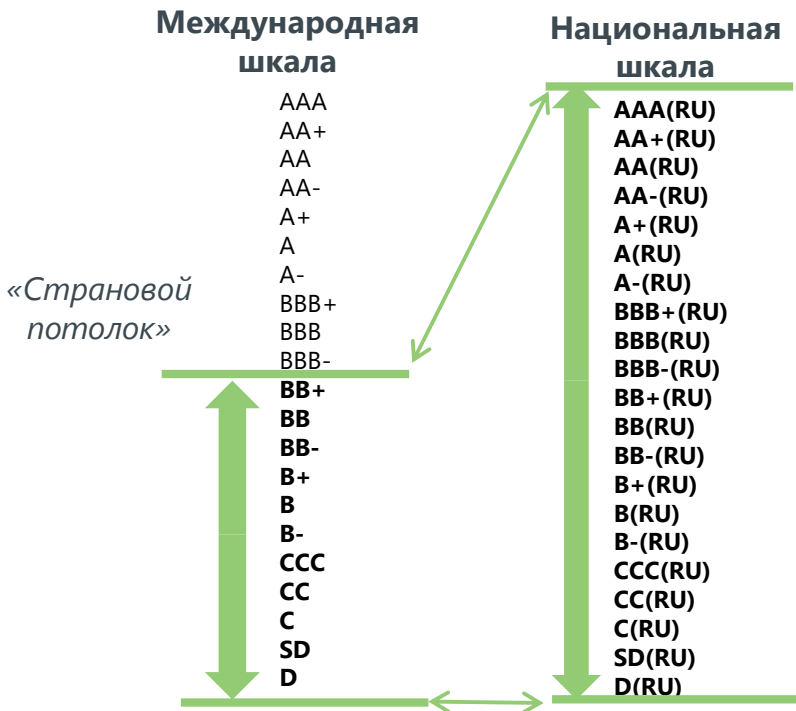 Международная
шкала
AAA
AA+
AA
AA-
A+
A
A-
BBB+
BBB
BBB-
BB+
BB
BB-
B+
B
B-
CCC
CC
C
SD
D
«Страновой
потолок»
Национальная
шкала
AAA(RU)
AA+(RU)
AA(RU)
AA-(RU)
A+(RU)
A(RU)
A-(RU)
BBB+(RU)
BBB(RU)
BBB-(RU)
BB+(RU)
BB(RU)
BB-(RU)
B+(RU)
B(RU)
B-(RU)
CCC(RU)
CC(RU)
C(RU)
SD(RU)
D(RU)